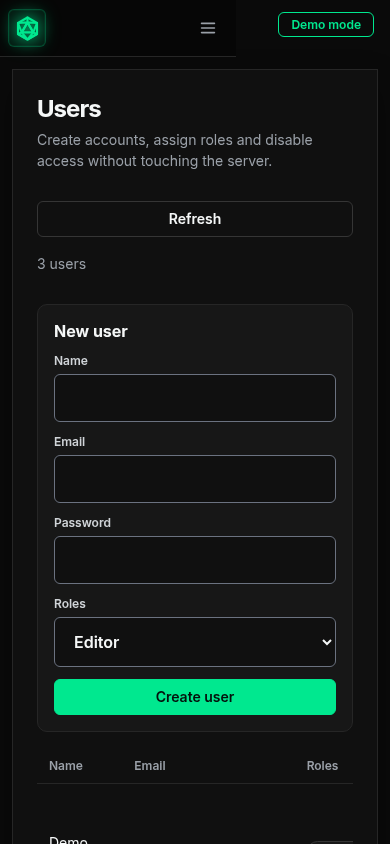 Demo mode
Users
Create accounts, assign roles and disable
access without touching the server.
Refresh
3 users
New user
Name
Email
Password
Roles
Editor
Create user
Name Email Roles
Demo